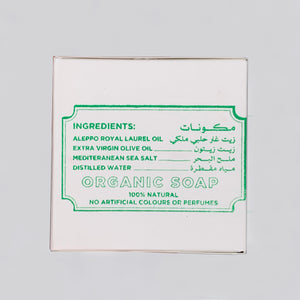 INGREDIENTS: مكونات
ALEPPO ROYAL LAUREL OIL زيت غار حلبي ملكي
EXTRA VIRGIN OLIVE OIL زيت زيتون
MEDITERANEAN SEA SALT ملح البحر
DISTILLED WATER مياه مقطرة
ORGANIC SOAP
100% NATURAL
NO ARTIFICIAL COLOURS OR PERFUMES